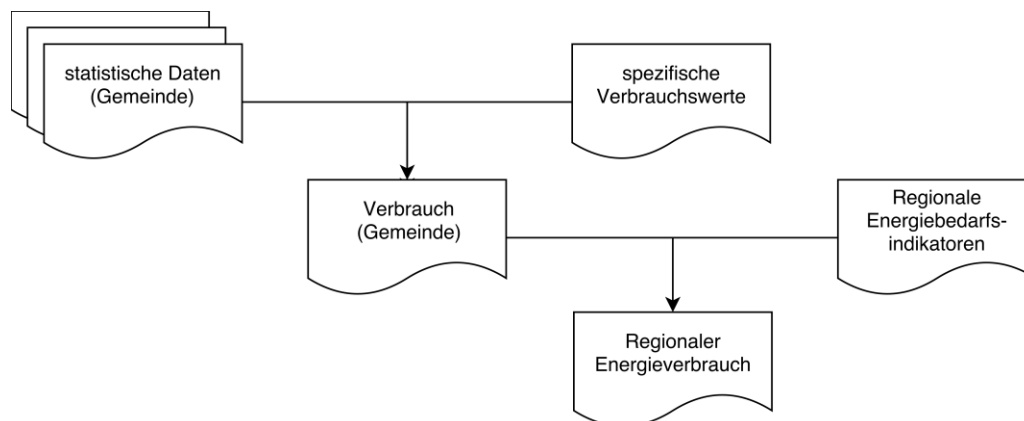 statistische Daten
(Gemeinde)
spezifische
Verbrauchswerte
Verbrauch
(Gemeinde)
Regionale
Energiebedarfs-
indikatoren
Regionaler
Energieverbrauch